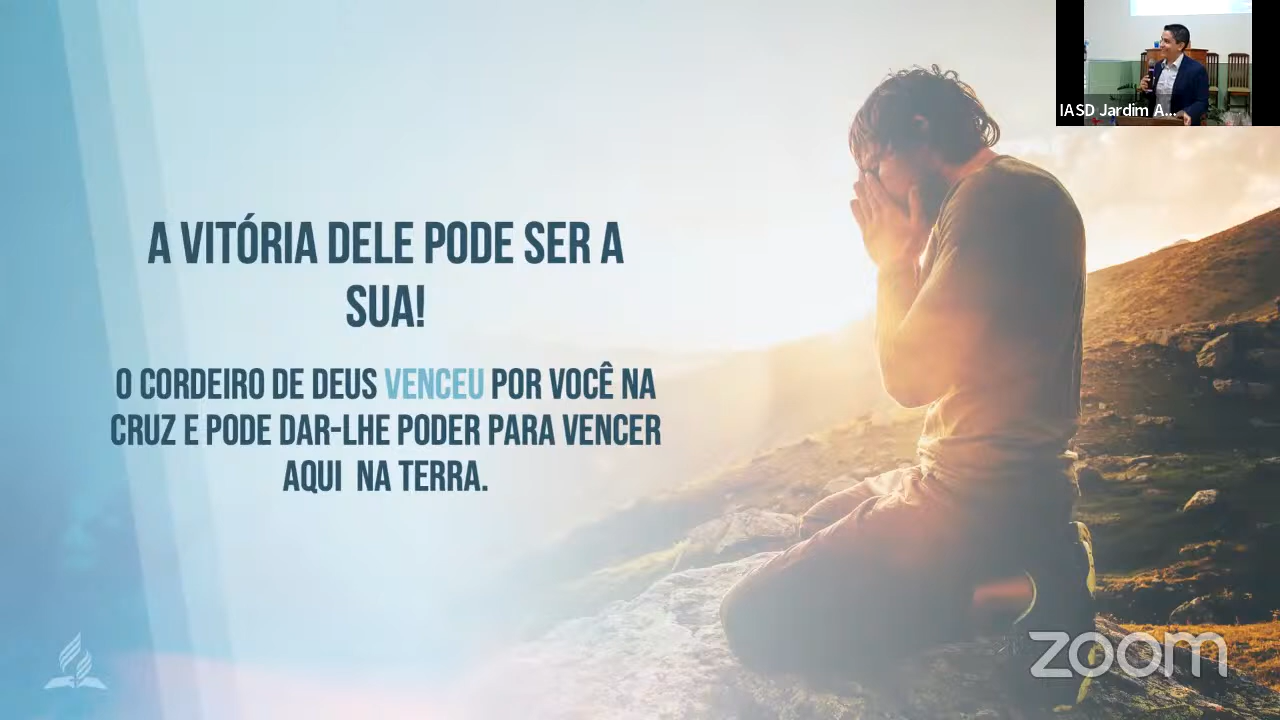 IASD Jardim A...
A VITÓRIA DELE PODE SER A
SUA!
O CORDEIRO DE DEUS VENCEU POR VOCÊ NA
CRUZ E PODE DAR-LHE PODER PARA VENCER
AQUI NA TERRA.
zoom